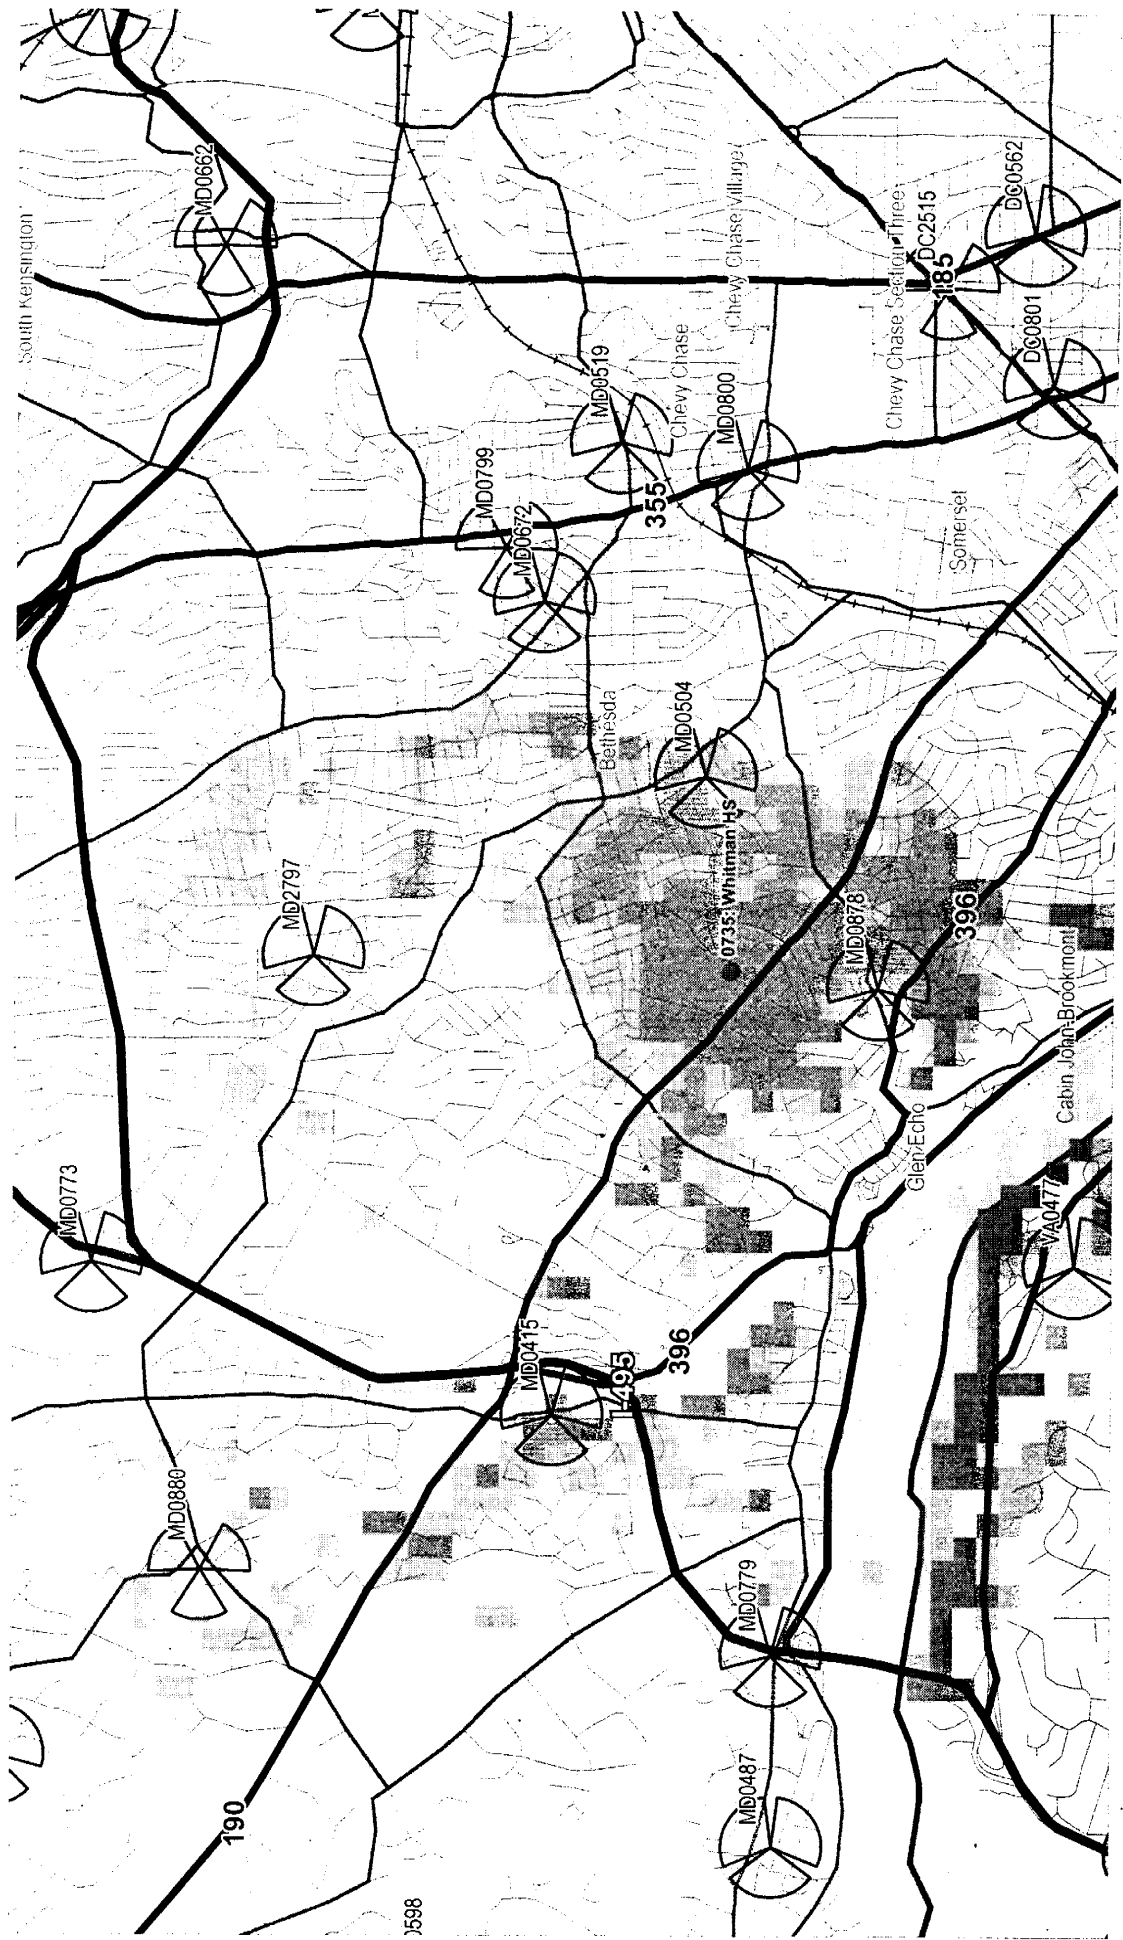 South Kensington
MD0662
MD0773
MD0880
190
0598
MD2797
MD0799
MD0672
MD0519
Chevy Chase
MD0800
355
Chevy Chase Village
Chevy Chase Section Three
DC2515
185
DC0562
DC0801
Somerset
Bethesda
MD0504
0735: Whitman HS
MD0878
396
Cabin John-Brookmont
Glen Echo
MD0415
I-495
396
VA0477
MD0779
MD0487